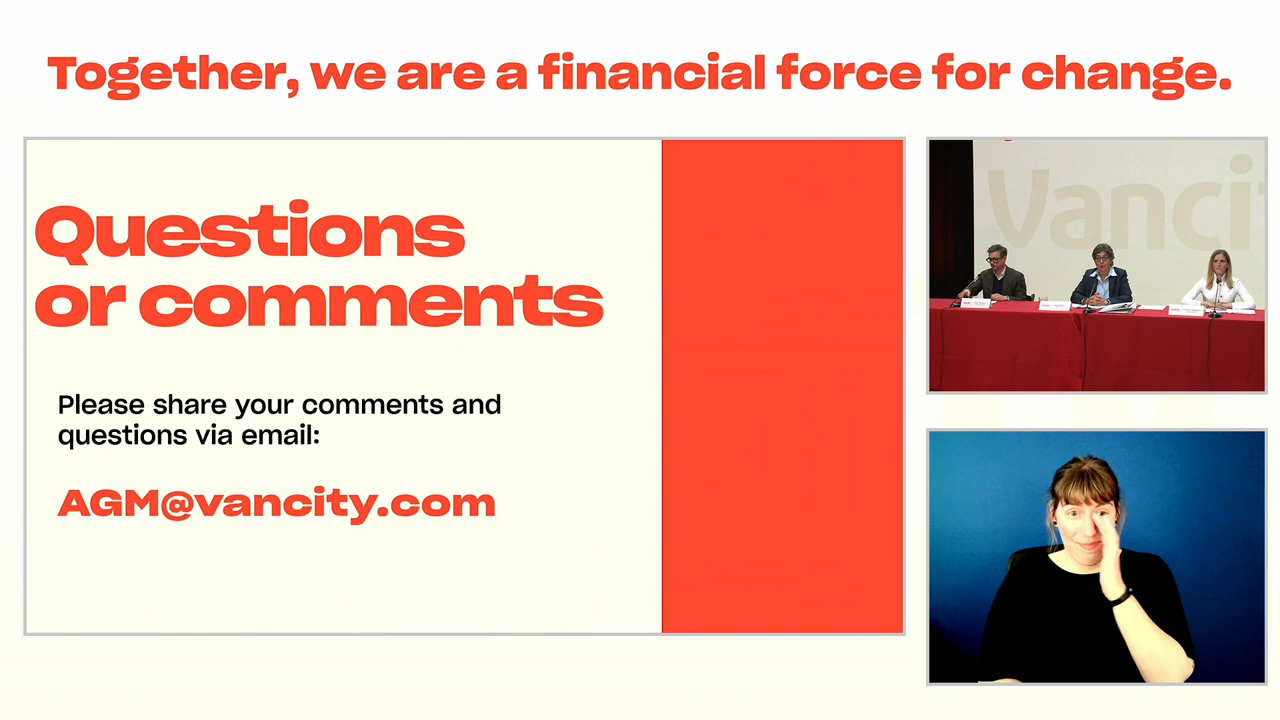 Together, we are a financial force for change.
Questions
or comments
Please share your comments and
questions via email:
AGM@vancity.com
Vanci